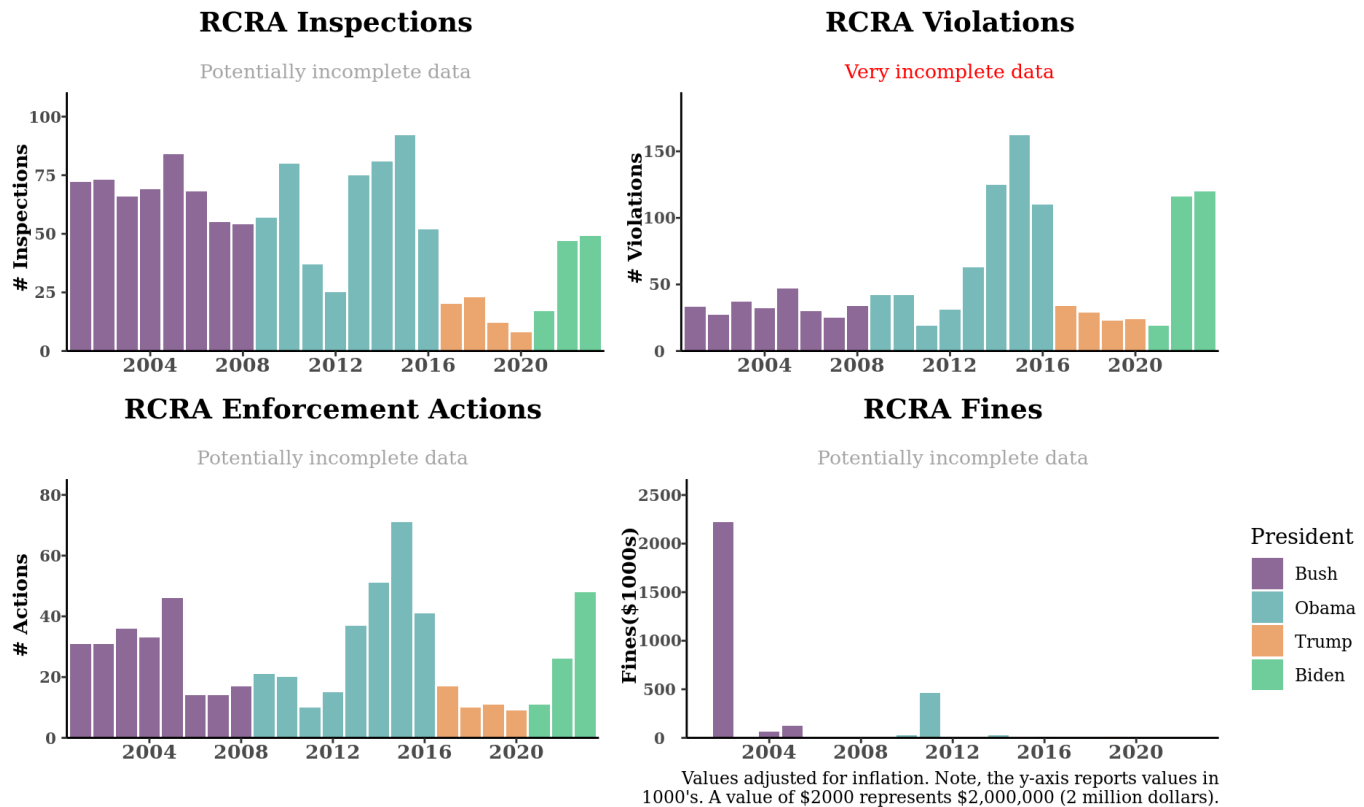 RCRA Inspections
Potentially incomplete data
# Inspections
100
75
50
25
0
2004 2008 2012 2016 2020
RCRA Violations
Very incomplete data
# Violations
150
100
50
0
2004 2008 2012 2016 2020
RCRA Enforcement Actions
Potentially incomplete data
# Actions
80
60
40
20
0
2004 2008 2012 2016 2020
RCRA Fines
Potentially incomplete data
Fines($1000s)
2500
2000
1500
1000
500
0
2004 2008 2012 2016 2020
President
Bush
Obama
Trump
Biden
Values adjusted for inflation. Note, the y-axis reports values in
1000's. A value of $2000 represents $2,000,000 (2 million dollars).